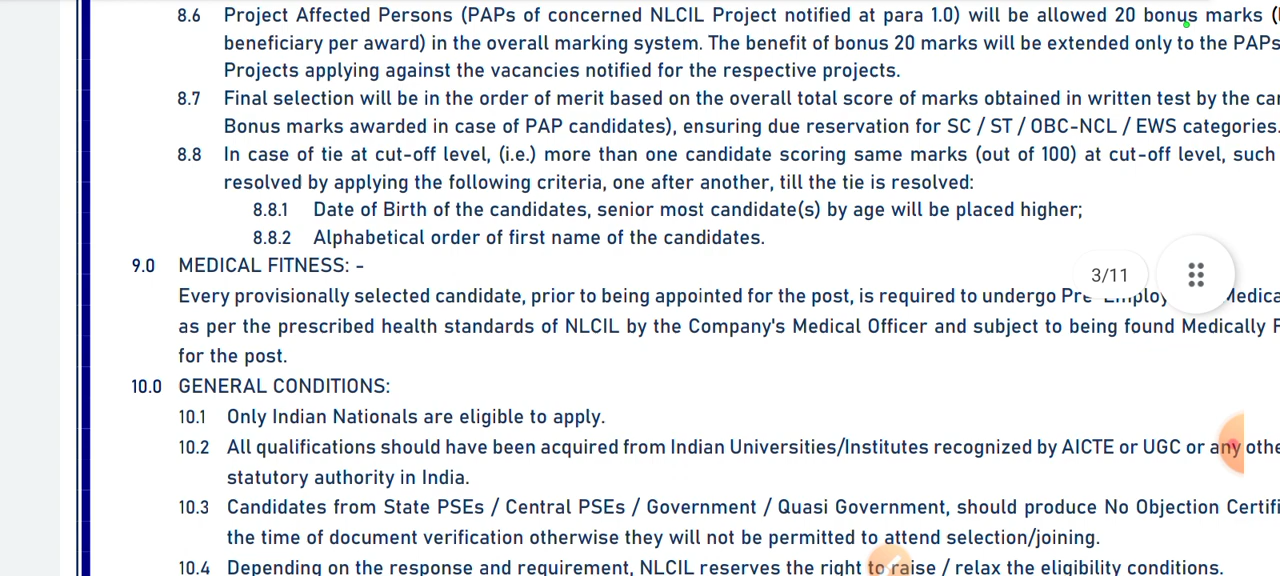 8.6 Project Affected Persons (PAPs of concerned NLCIL Project notified at para 1.0) will be allowed 20 bonus marks (
beneficiary per award) in the overall marking system. The benefit of bonus 20 marks will be extended only to the PAPs
Projects applying against the vacancies notified for the respective projects.
8.7 Final selection will be in the order of merit based on the overall total score of marks obtained in written test by the
Bonus marks awarded in case of PAP candidates), ensuring due reservation for SC / ST / OBC-NCL / EWS categories.
8.8 In case of tie at cut-off level, (i.e.) more than one candidate scoring same marks (out of 100) at cut-off level, such
resolved by applying the following criteria, one after another, till the tie is resolved:
8.8.1 Date of Birth of the candidates, senior most candidate(s) by age will be placed higher;
8.8.2 Alphabetical order of first name of the candidates.
9.0 MEDICAL FITNESS: -
3/11
Every provisionally selected candidate, prior to being appointed for the post, is required to undergo
as per the prescribed health standards of NLCIL by the Company's Medical Officer and subject to being found Medically
for the post.
10.0 GENERAL CONDITIONS:
10.1 Only Indian Nationals are eligible to apply.
10.2 All qualifications should have been acquired from Indian Universities/Institutes recognized by AICTE or UGC or any
statutory authority in India.
10.3 Candidates from State PSEs / Central PSEs / Government / Quasi Government, should produce No Objection
the time of document verification otherwise they will not be permitted to attend selection/joining.
10.4 Depending on the response and requirement, NLCIL reserves the right to raise / relax the eligibility conditions.